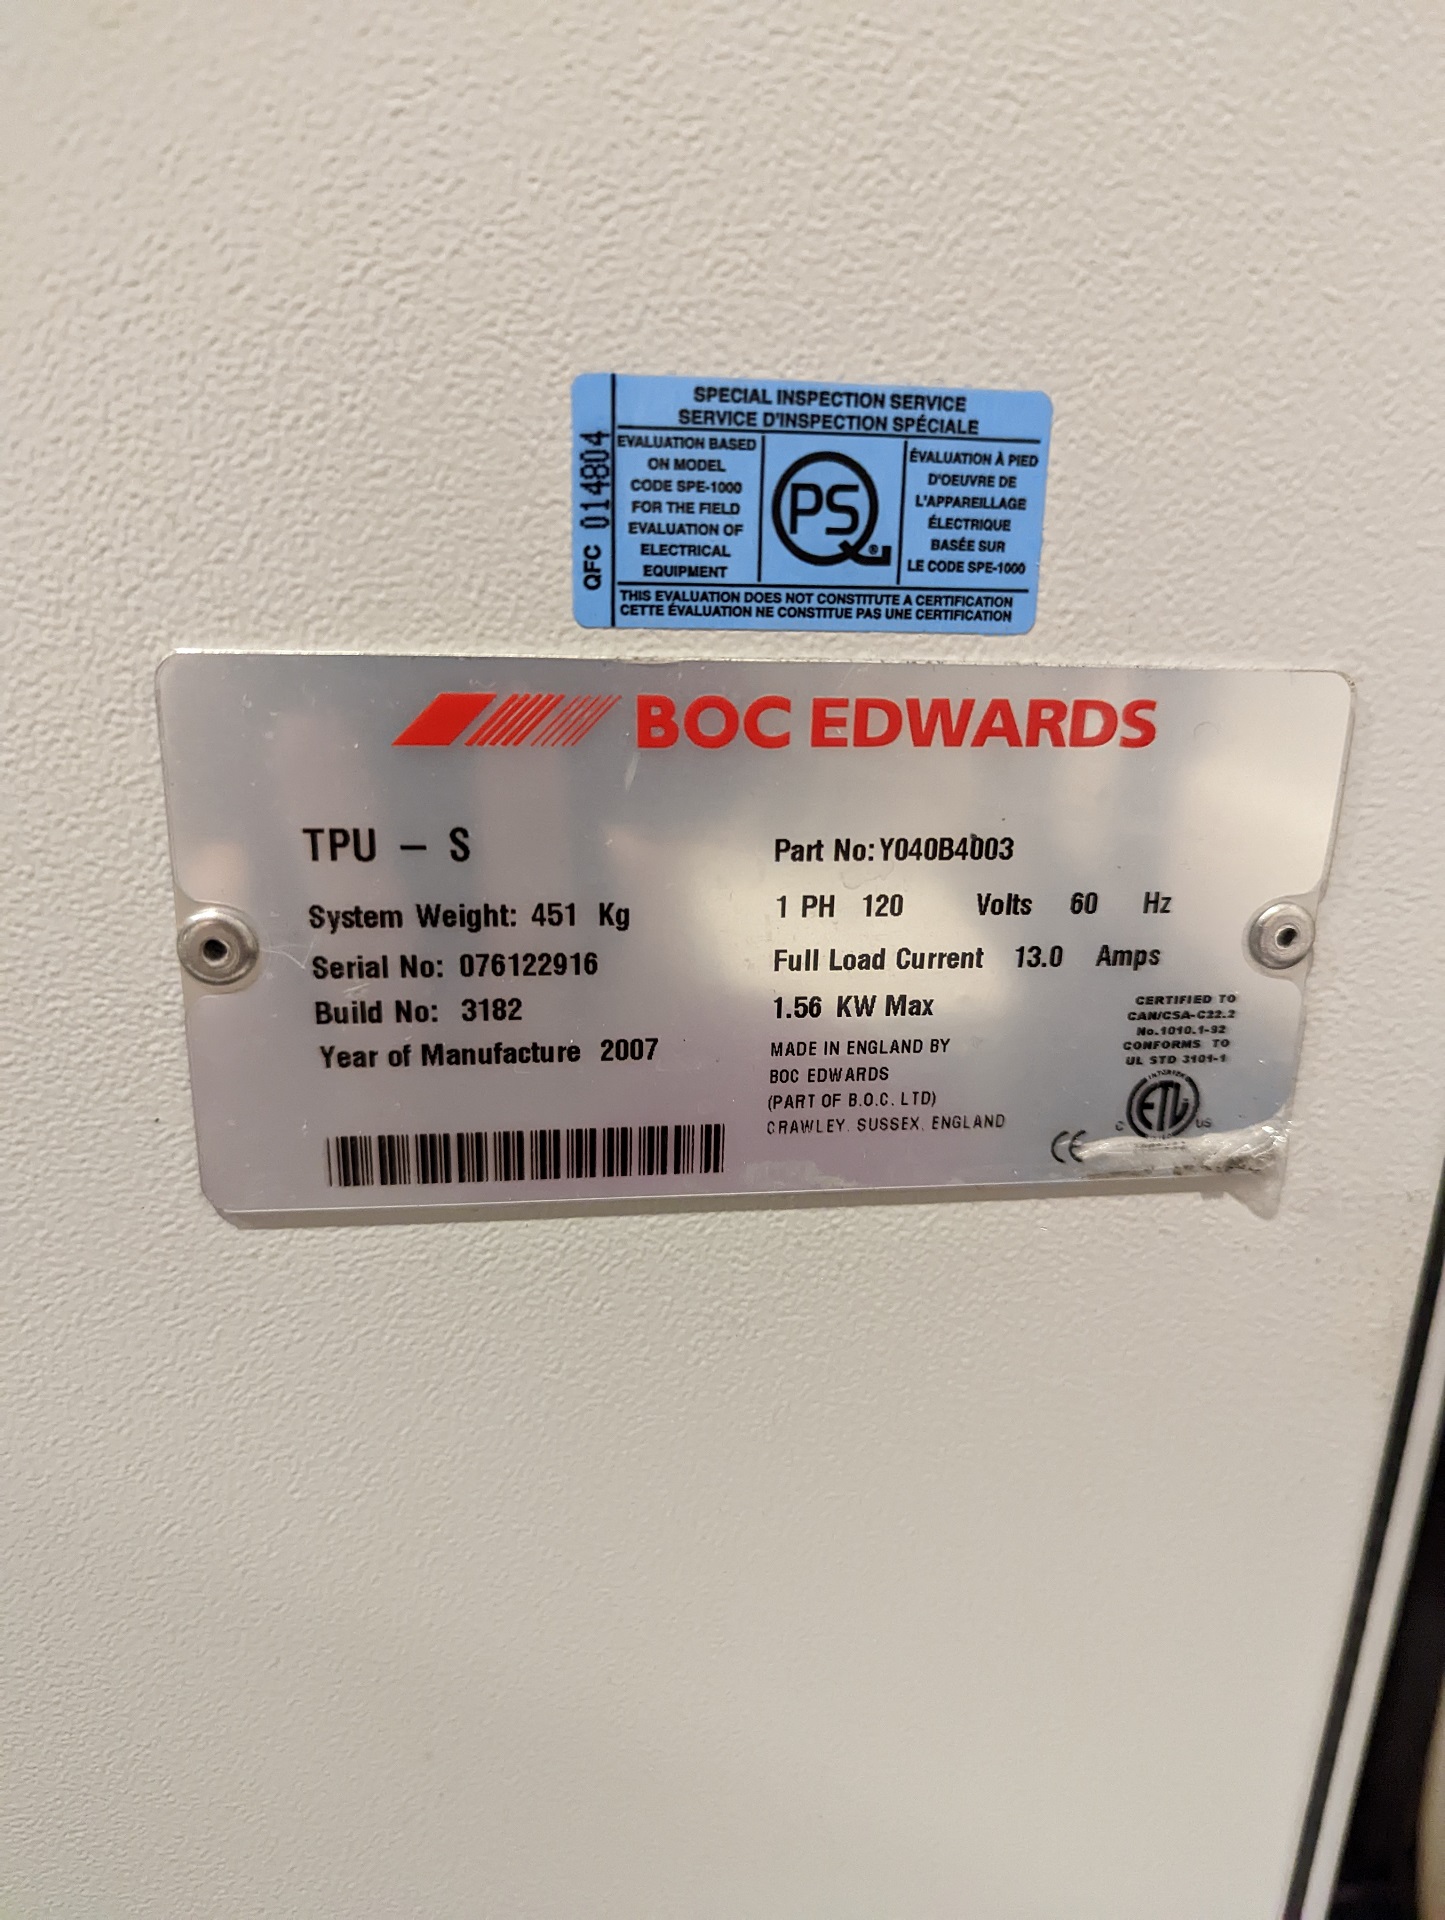 SPECIAL INSPECTION SERVICE
SERVICE D'INSPECTION SPÉCIALE
QFC 014804
EVALUATION BASED
ON MODEL
CODE SPE-1000
FOR THE FIELD
EVALUATION OF
ELECTRICAL
EQUIPMENT
PSQ®
ÉVALUATION À PIED
D'OEUVRE DE
L'APPAREILLAGE
ÉLECTRIQUE
BASÉE SUR
LE CODE SPE-1000
THIS EVALUATION DOES NOT CONSTITUTE A CERTIFICATION
CETTE ÉVALUATION NE CONSTITUE PAS UNE CERTIFICATION
BOC EDWARDS
TPU – S
System Weight: 451 Kg
Serial No: 076122916
Build No: 3182
Year of Manufacture 2007
Part No: Y040B4003
1 PH 120 Volts 60 Hz
Full Load Current 13.0 Amps
1.56 KW Max
MADE IN ENGLAND BY
BOC EDWARDS
(PART OF B.O.C. LTD)
CRAWLEY. SUSSEX. ENGLAND
CERTIFIED TO
CAN/CSA-C22.2
No.1010.1-92
CONFORMS TO
UL STD 3101-1
INTERTEK
C ETL US
CE